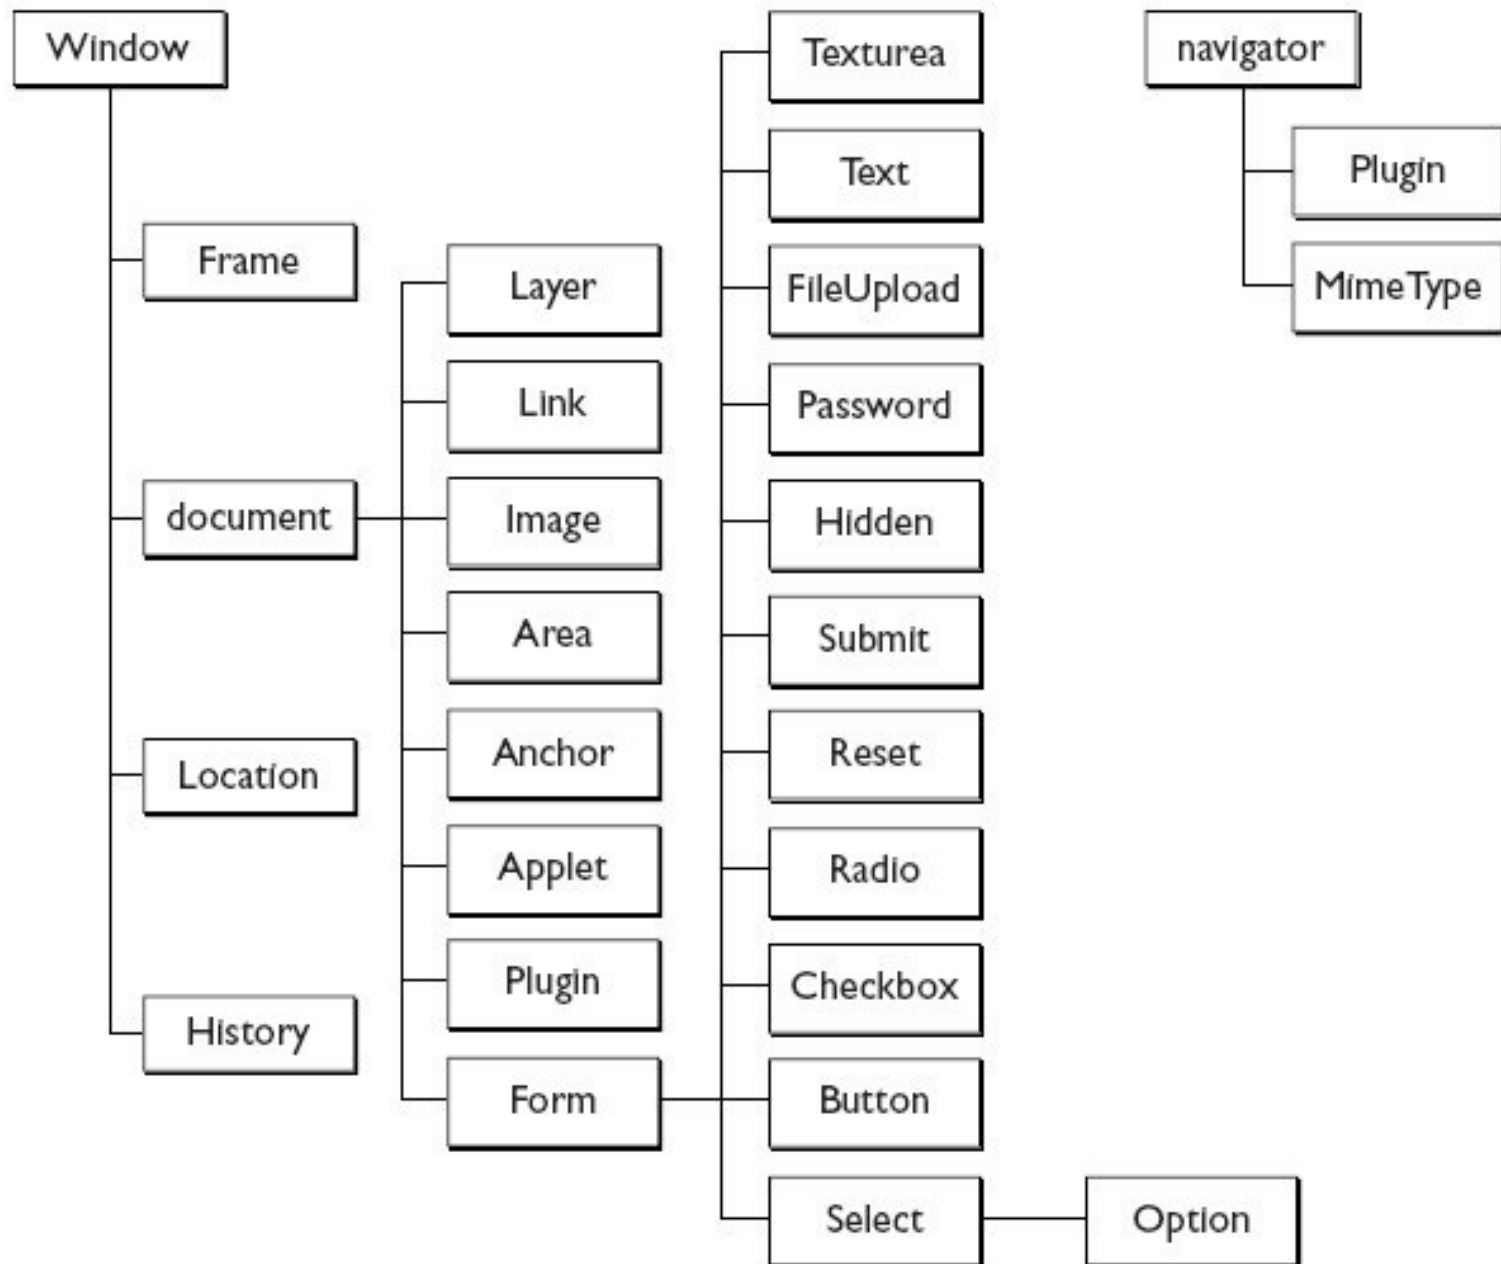 Window
Frame
document
Location
History
Layer
Link
Image
Area
Anchor
Applet
Plugin
Form
Texturea
Text
FileUpload
Password
Hidden
Submit
Reset
Radio
Checkbox
Button
Select
Option
navigator
Plugin
MimeType